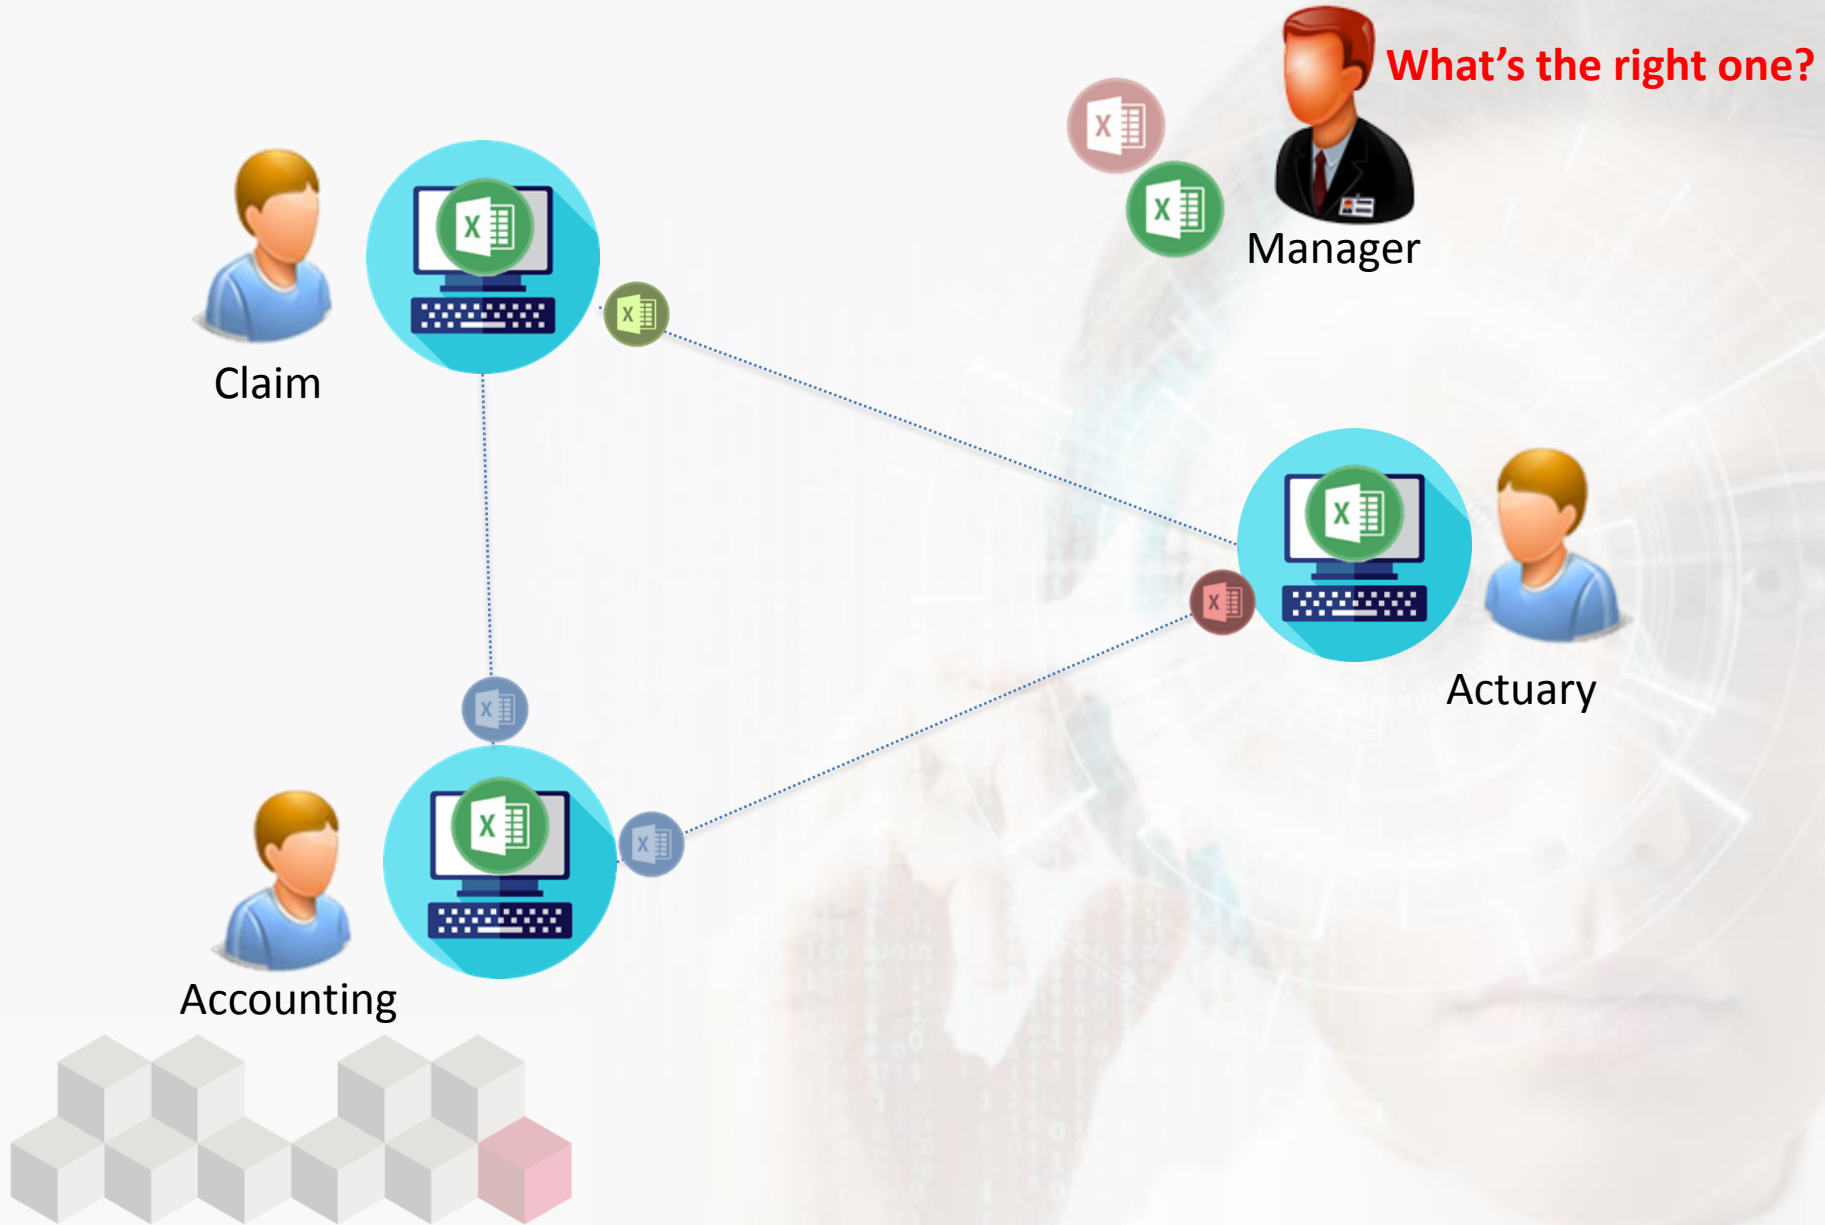 What's the right one?
Manager
Claim
Actuary
Accounting